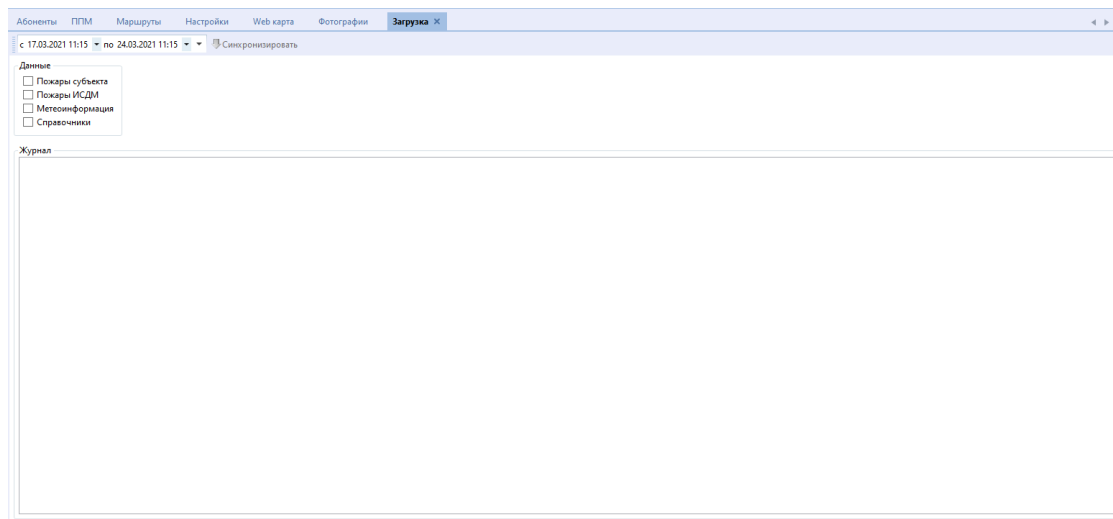 Абоненты ППМ Маршруты Настройки Web карта Фотографии Загрузка
с 17.03.2021 11:15 по 24.03.2021 11:15 Синхронизировать
Данные
Пожары субъекта
Пожары ИСДМ
Метеоинформация
Справочники
Журнал